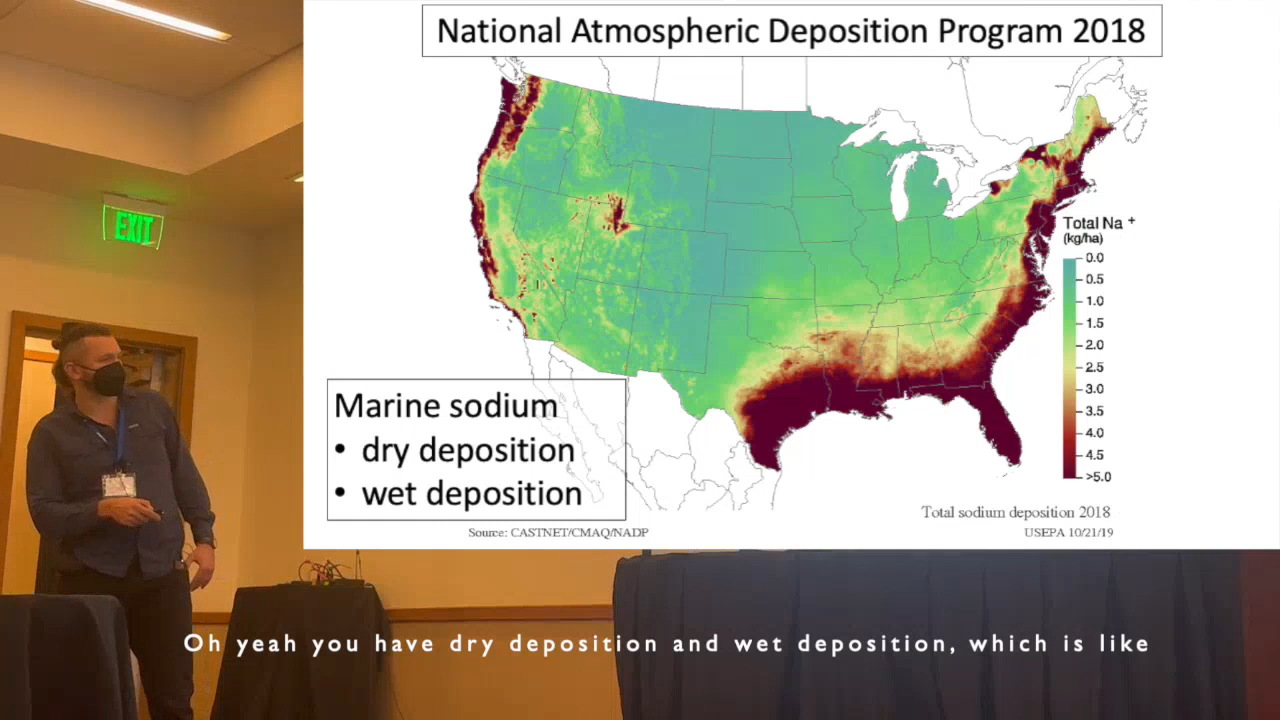 National Atmospheric Deposition Program 2018
EXIT
Total Na +
(kg/ha)
0.0
0.5
1.0
1.5
2.0
2.5
3.0
3.5
4.0
4.5
>5.0
Marine sodium
• dry deposition
• wet deposition
Total sodium deposition 2018
Source: CASTNET/CMAQ/NADP
USEPA 10/21/19
Oh yeah you have dry deposition and wet deposition, which is like